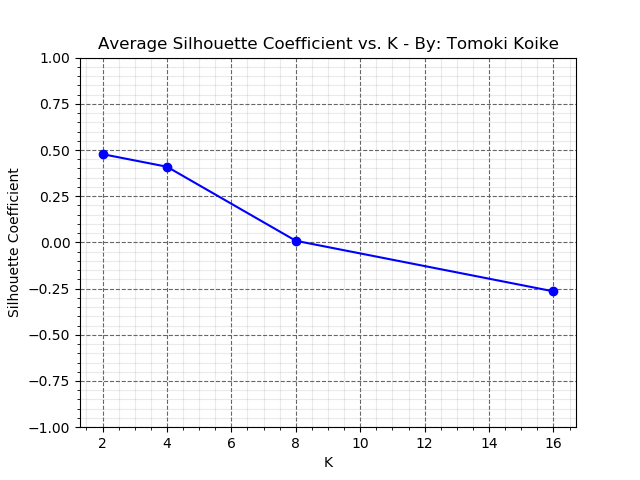 Average Silhouette Coefficient vs. K - By: Tomoki Koike
1.00
0.75
0.50
0.25
0.00
−0.25
−0.50
−0.75
−1.00
Silhouette Coefficient
2 4 6 8 10 12 14 16
K